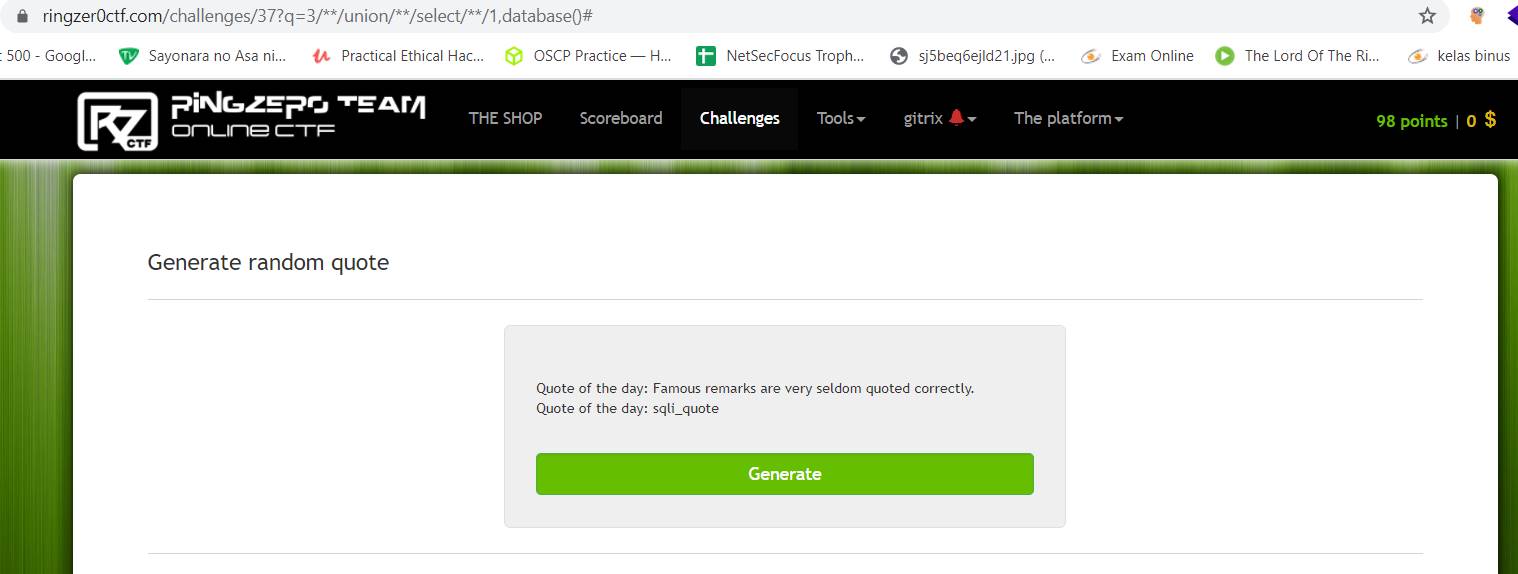 ringzer0ctf.com/challenges/37?q=3/**/union/**/select/**/1,database()#
500 - Googl... Sayonara no Asa ni... Practical Ethical Hac... OSCP Practice — H... NetSecFocus Troph... sj5beq6ejld21.jpg (... Exam Online The Lord Of The Ri... kelas binus
RZ CTF RiNGZERO TEAM THE SHOP Scoreboard Challenges Tools gitrix The platform 98 points | 0 $
ONLINE CTF
Generate random quote
Quote of the day: Famous remarks are very seldom quoted correctly.
Quote of the day: sqli_quote
Generate